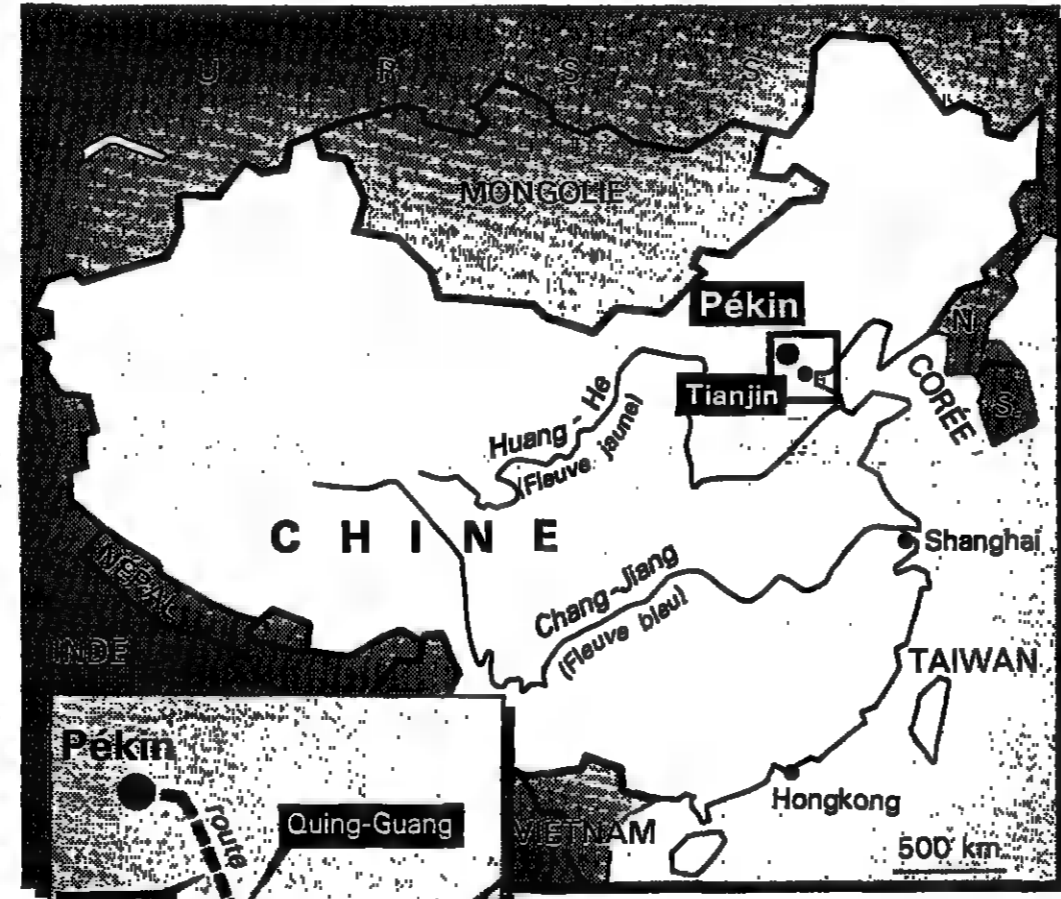 U R S S
MONGOLIE
Pékin
N.
CORÉE
S.
Tianjin
Huang-He
(Fleuve jaune)
CHINE
Shanghai
Chang-Jiang
(Fleuve bleu)
NÉPAL
INDE
TAIWAN
Pékin
route
Quing-Guang
VIETNAM
Hongkong
500 km